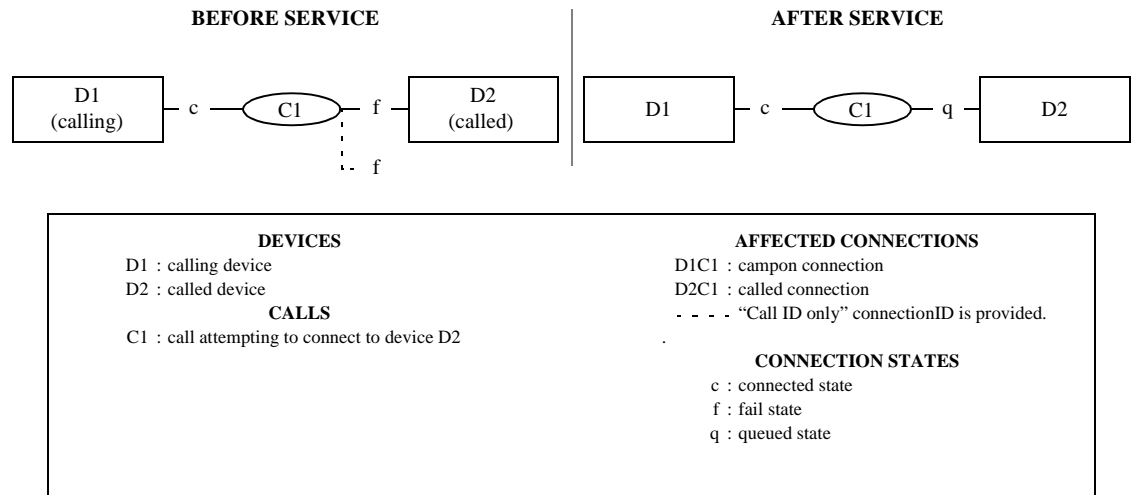 BEFORE SERVICE
AFTER SERVICE
D1
(calling)
c
C1
f
D2
(called)
f
D1
c
C1
q
D2
DEVICES
D1 : calling device
D2 : called device
CALLS
C1 : call attempting to connect to device D2
AFFECTED CONNECTIONS
D1C1 : campon connection
D2C1 : called connection
- - - - “Call ID only” connectionID is provided.
.
CONNECTION STATES
c : connected state
f : fail state
q : queued state